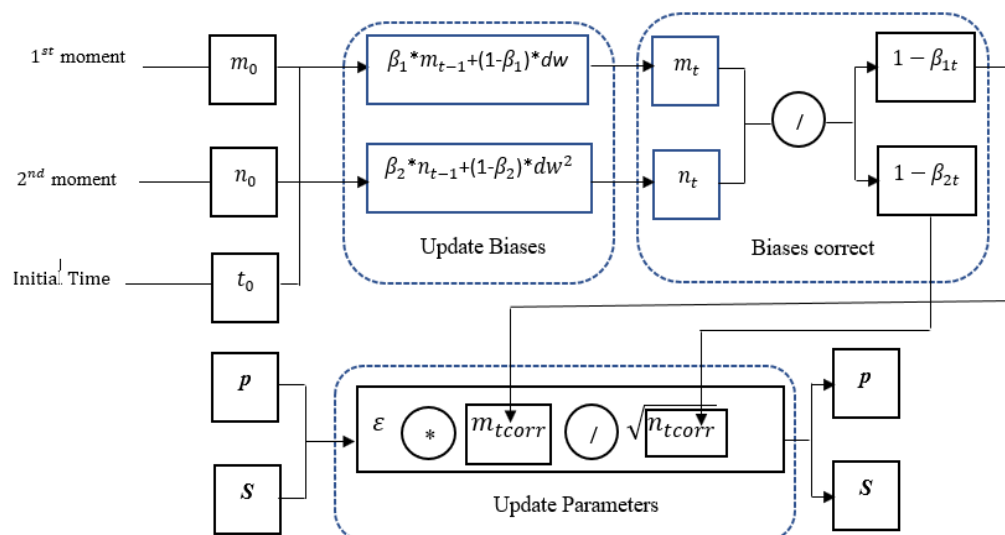 1st moment
m0
β1*mt−1+(1-β1)*dw
mt
1 − β1t
/
2nd moment
n0
β2*nt−1+(1-β2)*dw2
nt
1 − β2t
Update Biases
Biases correct
Initial Time
t0
p
S
ε * mtcorr / √ntcorr
Update Parameters
p
S